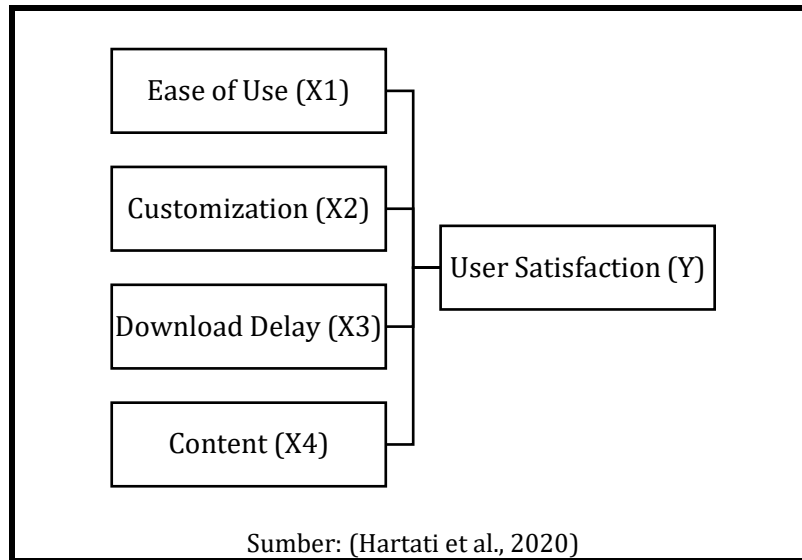 Ease of Use (X1)
Customization (X2)
User Satisfaction (Y)
Download Delay (X3)
Content (X4)
Sumber: (Hartati et al., 2020)